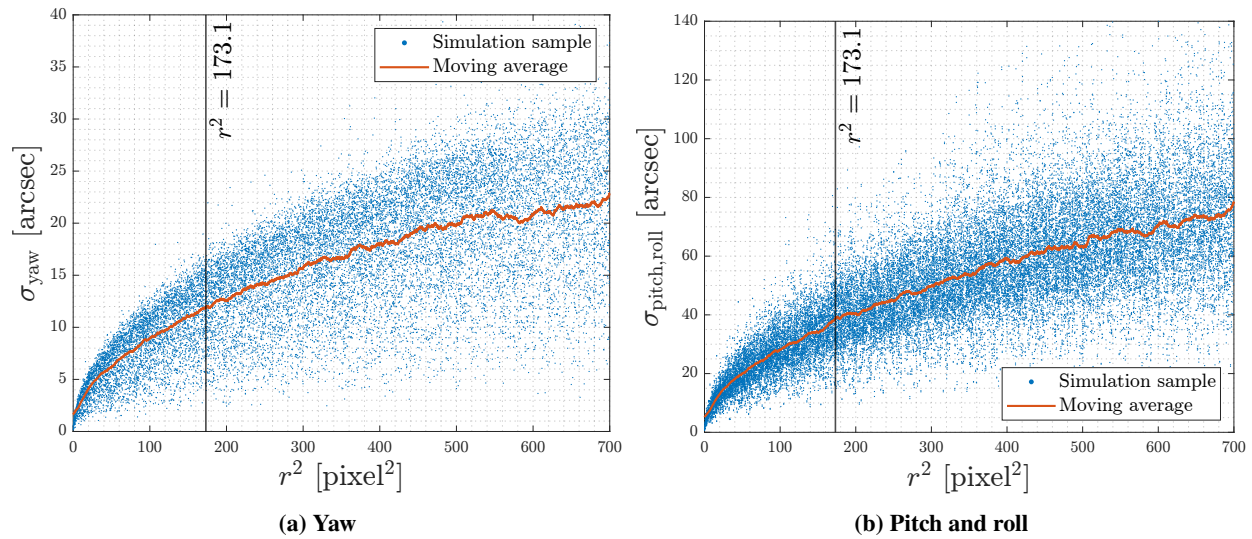 40
35
30
25
20
15
10
5
0
σyaw [arcsec]
r² = 173.1
Simulation sample
Moving average
0 100 200 300 400 500 600 700
r² [pixel²]
(a) Yaw
140
120
100
80
60
40
20
0
σpitch,roll [arcsec]
r² = 173.1
Simulation sample
Moving average
0 100 200 300 400 500 600 700
r² [pixel²]
(b) Pitch and roll